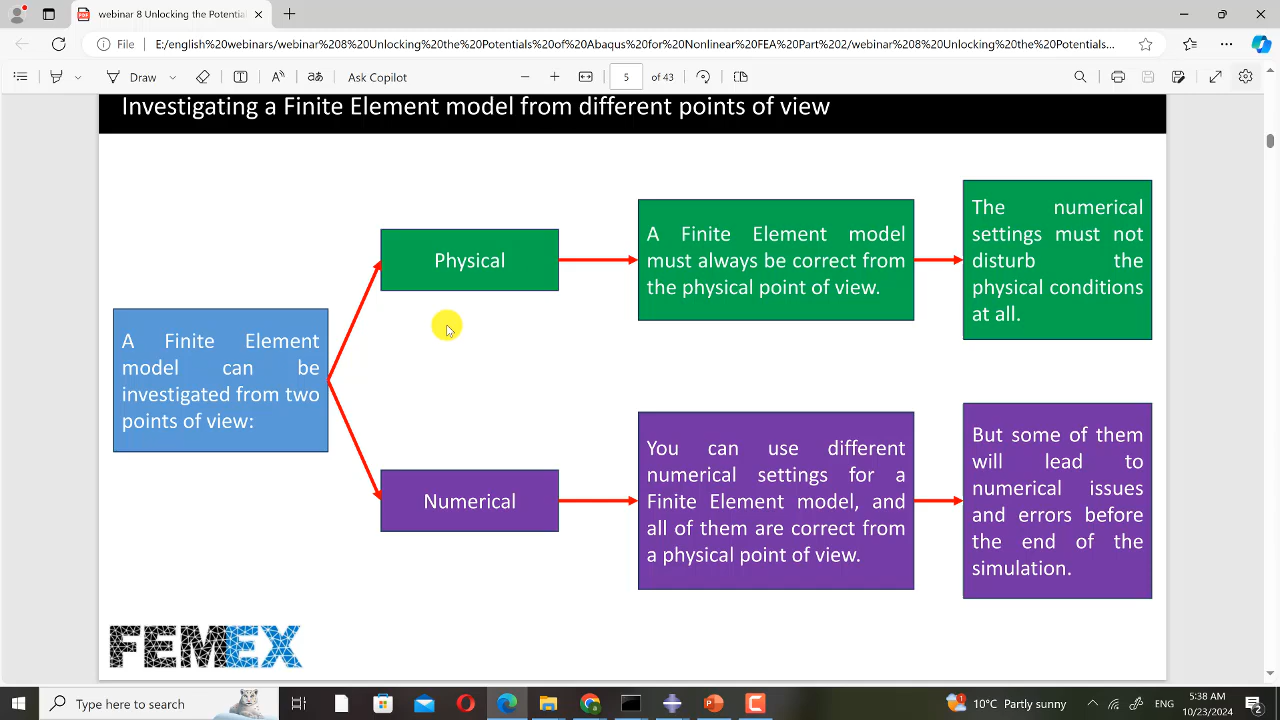 webinar 8 Unlocking the Potentials
File
E:/english%20webinars/webinar%208%20Unlocking%20the%20Potentials%20o%20Abaqus%20for%20Nonlinear%20FEA%20Part%202/webinar%208%20Unlocking%20the%20Potentials...
Draw
Ask Copilot
5 of 43
Investigating a Finite Element model from different points of view
A Finite Element
model can be
investigated from two
points of view:
Physical
A Finite Element model
must always be correct from
the physical point of view.
The numerical
settings must not
disturb the
physical conditions
at all.
Numerical
You can use different
numerical settings for a
Finite Element model, and
all of them are correct from
a physical point of view.
But some of them
will lead to
numerical issues
and errors before
the end of the
simulation.
FEMEX
Type here to search
10°C Partly sunny
ENG
5:38 AM
10/23/2024